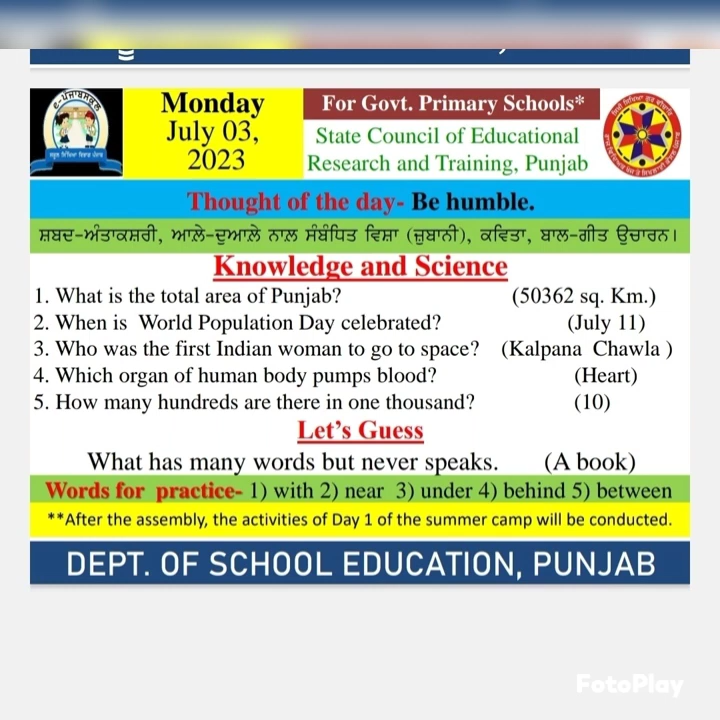 Monday
July 03,
2023
For Govt. Primary Schools*
State Council of Educational
Research and Training, Punjab
Thought of the day- Be humble.
ਸ਼ਬਦ-ਅੰਤਾਕਸ਼ਰੀ, ਆਲ਼ੇ-ਦੁਆਲ਼ੇ ਨਾਲ਼ ਸੰਬੰਧਿਤ ਵਿਸ਼ਾ (ਜ਼ੁਬਾਨੀ), ਕਵਿਤਾ, ਬਾਲ-ਗੀਤ ਉਚਾਰਨ।
Knowledge and Science
1. What is the total area of Punjab? (50362 sq. Km.)
2. When is World Population Day celebrated? (July 11)
3. Who was the first Indian woman to go to space? (Kalpana Chawla )
4. Which organ of human body pumps blood? (Heart)
5. How many hundreds are there in one thousand? (10)
Let's Guess
What has many words but never speaks. (A book)
Words for practice- 1) with 2) near 3) under 4) behind 5) between
**After the assembly, the activities of Day 1 of the summer camp will be conducted.
DEPT. OF SCHOOL EDUCATION, PUNJAB
FotoPlay